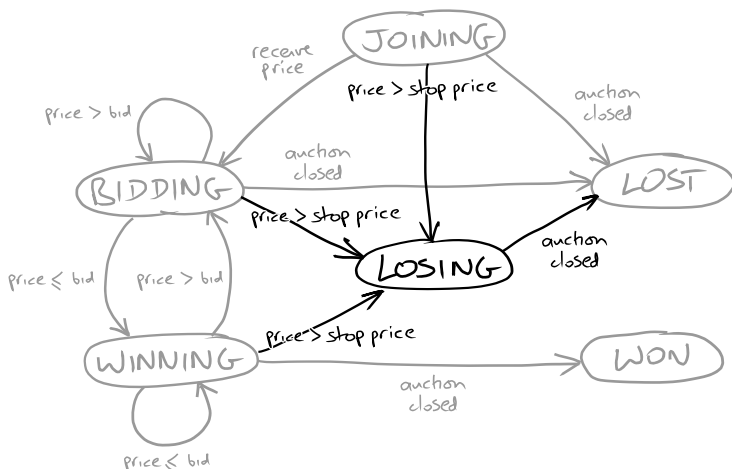 JOINING
receive
price
price > stop price
auction
closed
price > bid
auction
closed
BIDDING
LOST
price > stop price
LOSING
auction
closed
price ≤ bid
price > bid
price > stop price
WINNING
WON
auction
closed
price ≤ bid